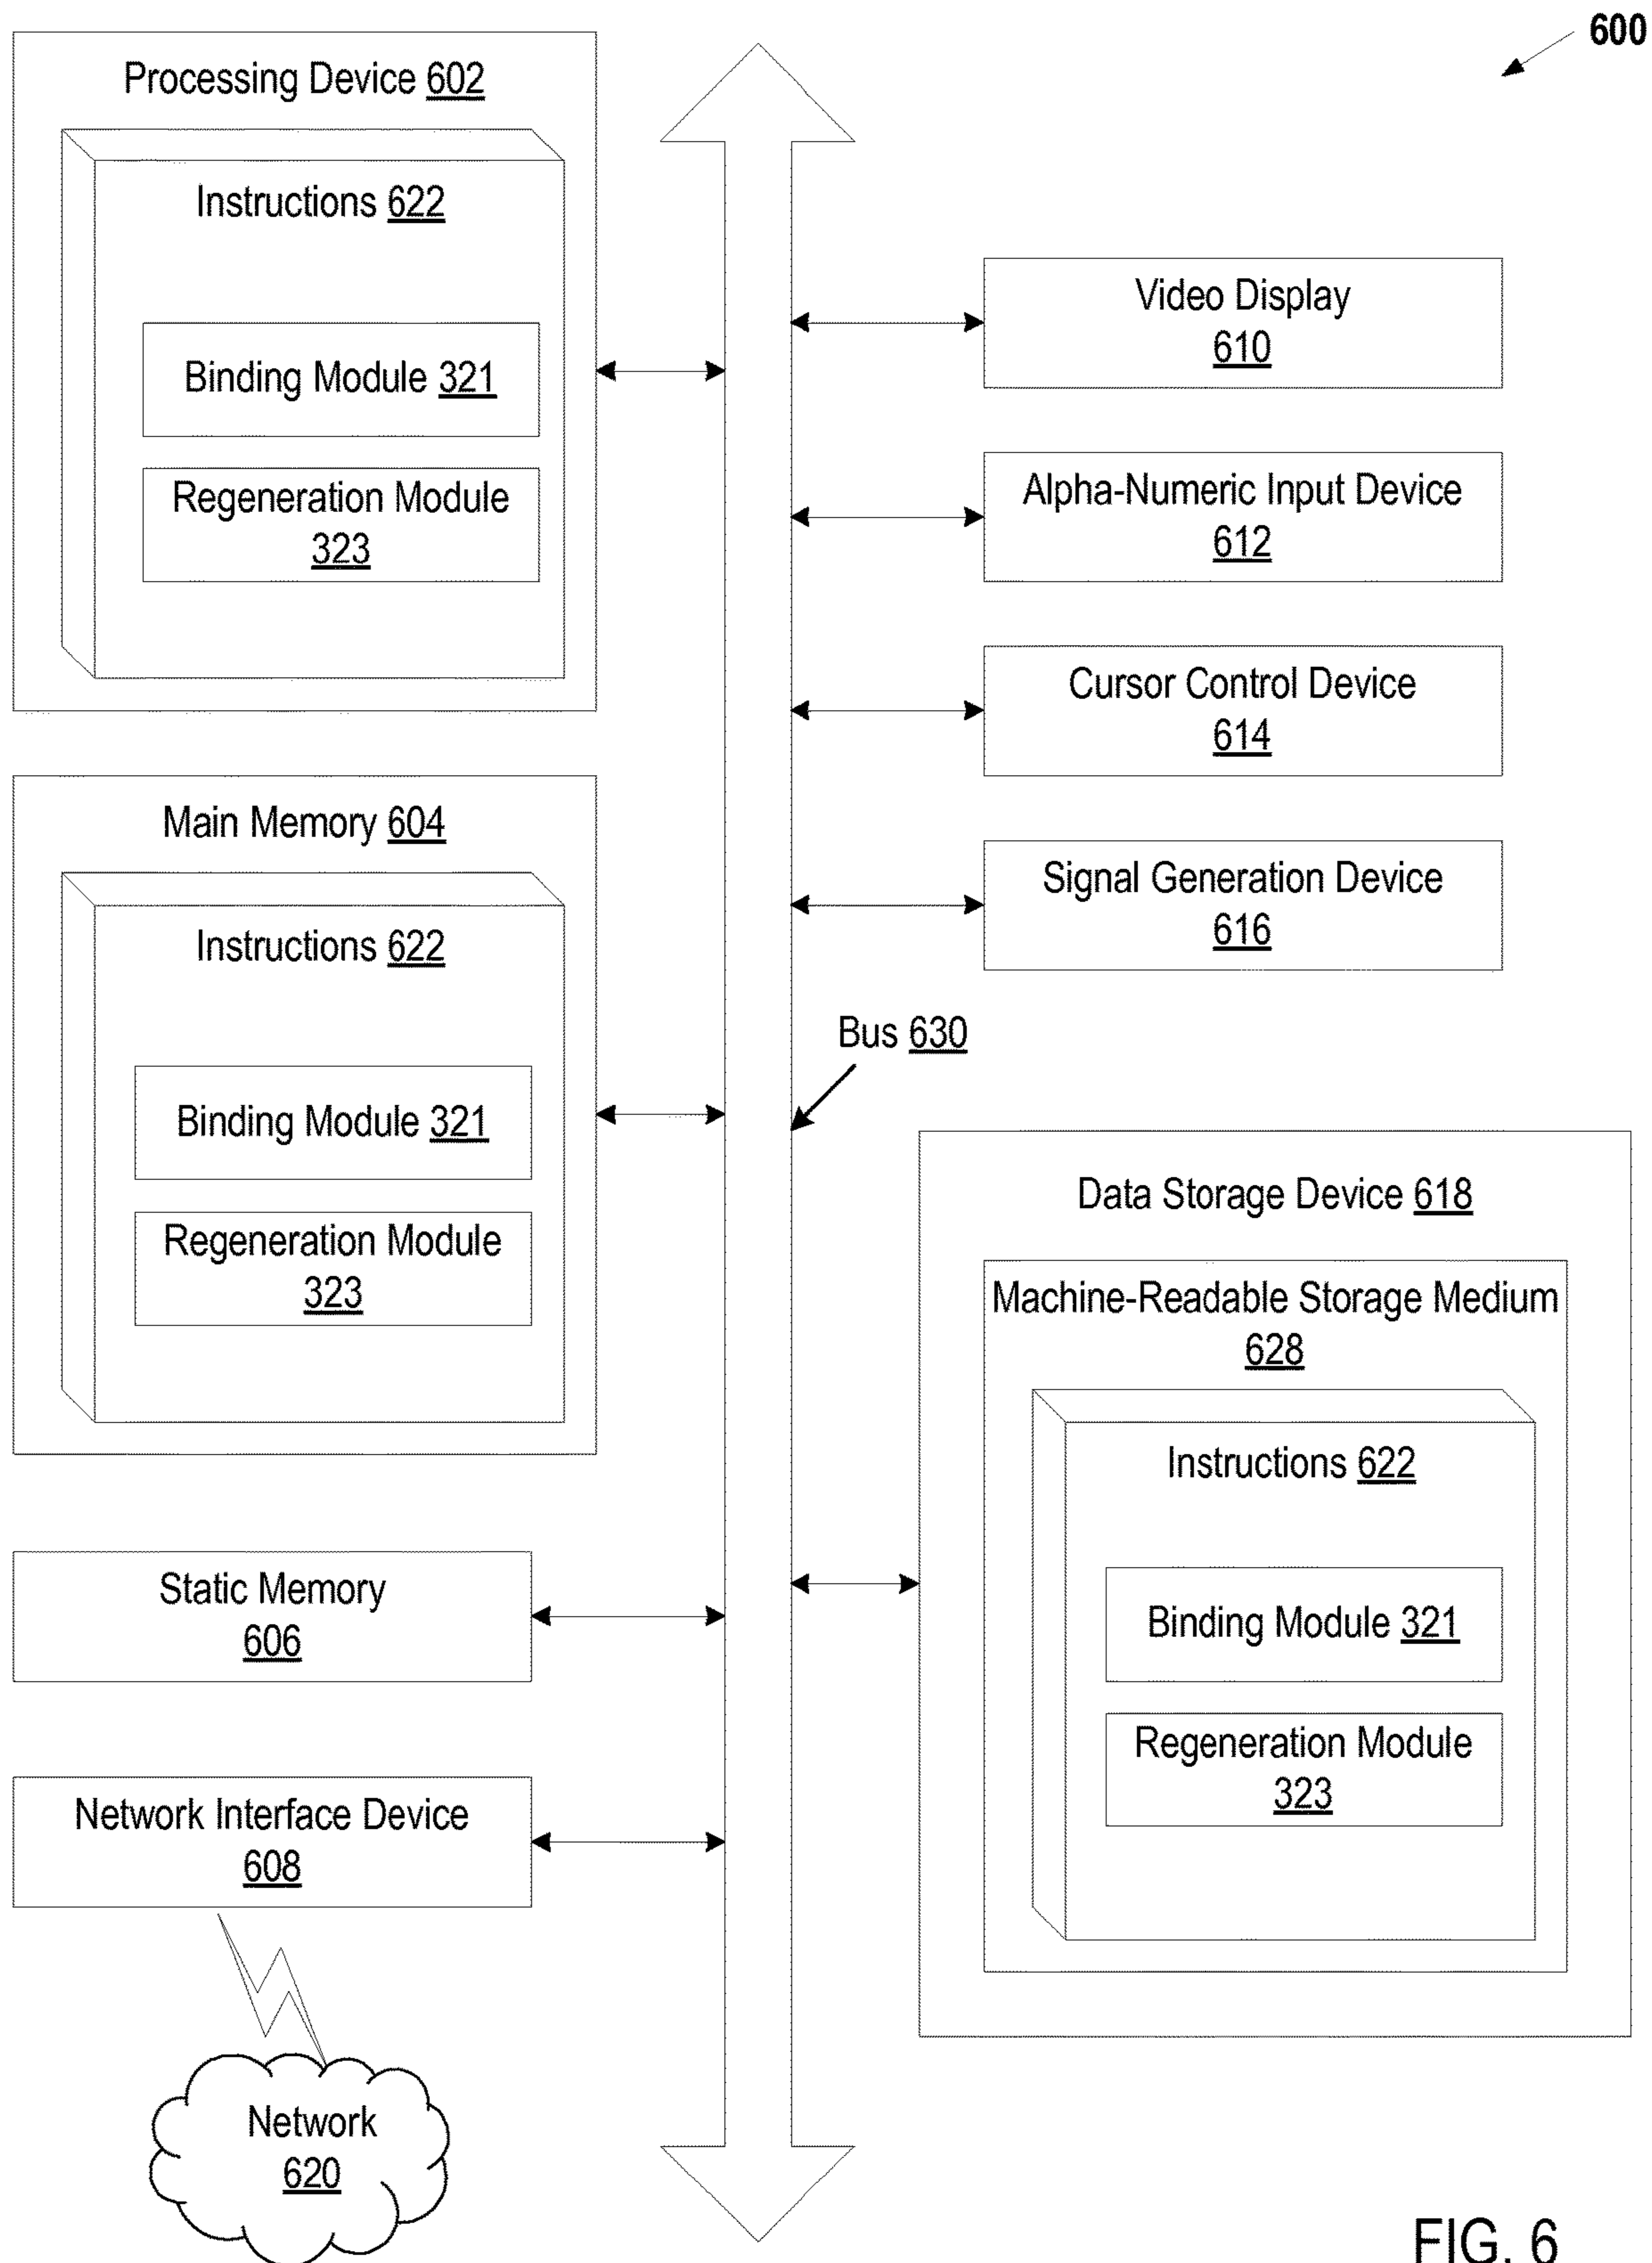 600
Processing Device 602
Instructions 622
Binding Module 321
Regeneration Module
323
Main Memory 604
Instructions 622
Binding Module 321
Regeneration Module
323
Static Memory
606
Network Interface Device
608
Network
620
Video Display
610
Alpha-Numeric Input Device
612
Cursor Control Device
614
Signal Generation Device
616
Bus 630
Data Storage Device 618
Machine-Readable Storage Medium
628
Instructions 622
Binding Module 321
Regeneration Module
323
FIG. 6